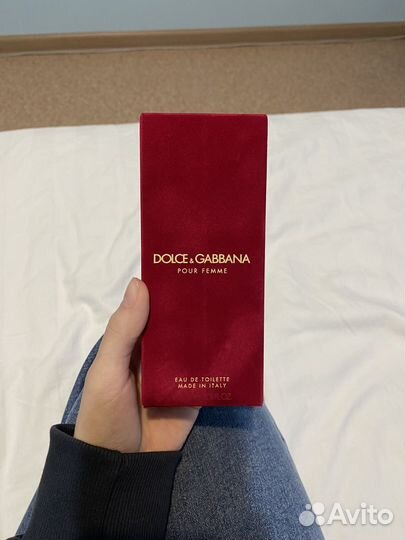 DOLCE & GABBANA
POUR FEMME
EAU DE TOILETTE
MADE IN ITALY
Avito